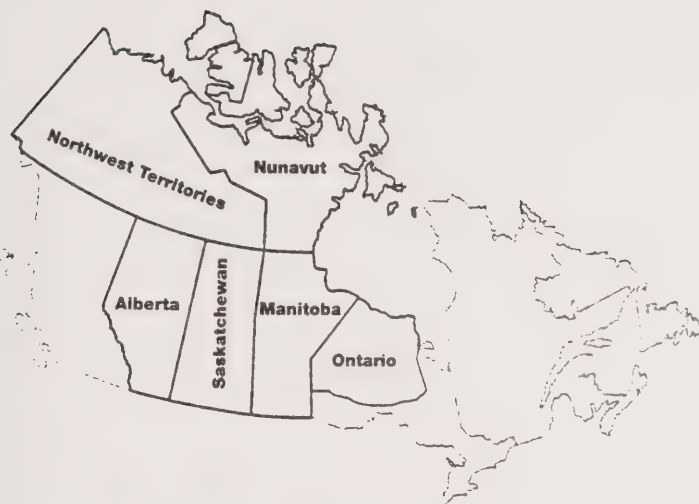 Northwest Territories
Nunavut
Alberta
Saskatchewan
Manitoba
Ontario